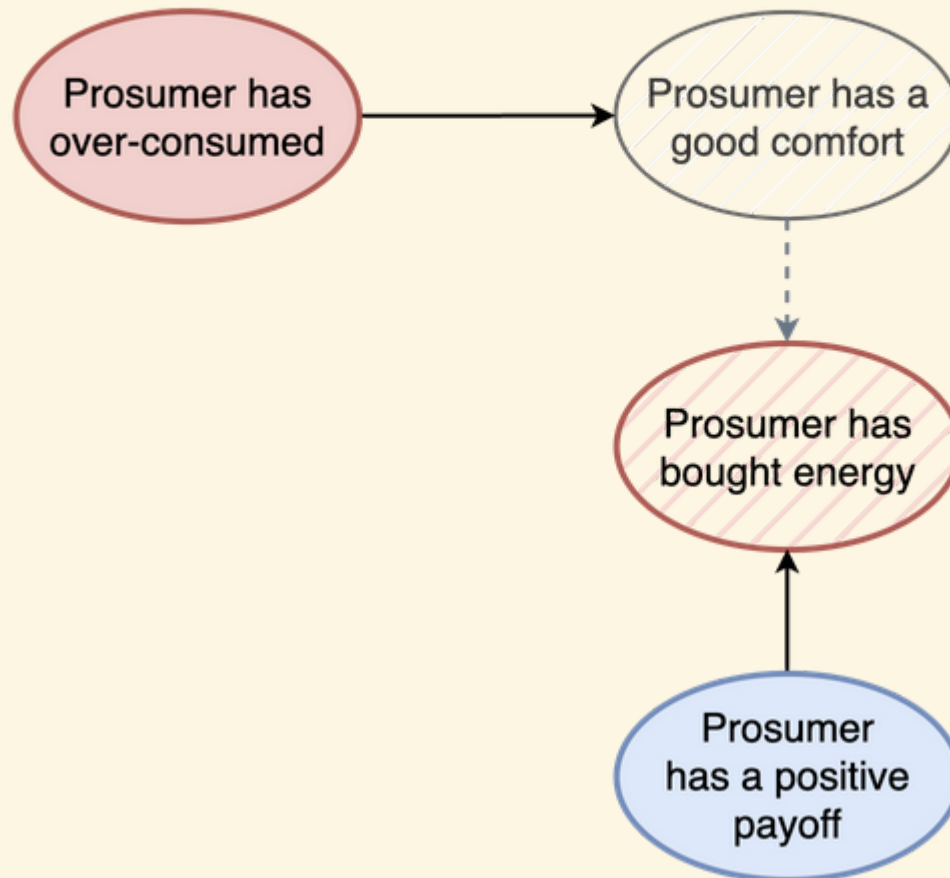 Prosumer has
over-consumed
Prosumer has a
good comfort
Prosumer has
bought energy
Prosumer
has a positive
payoff